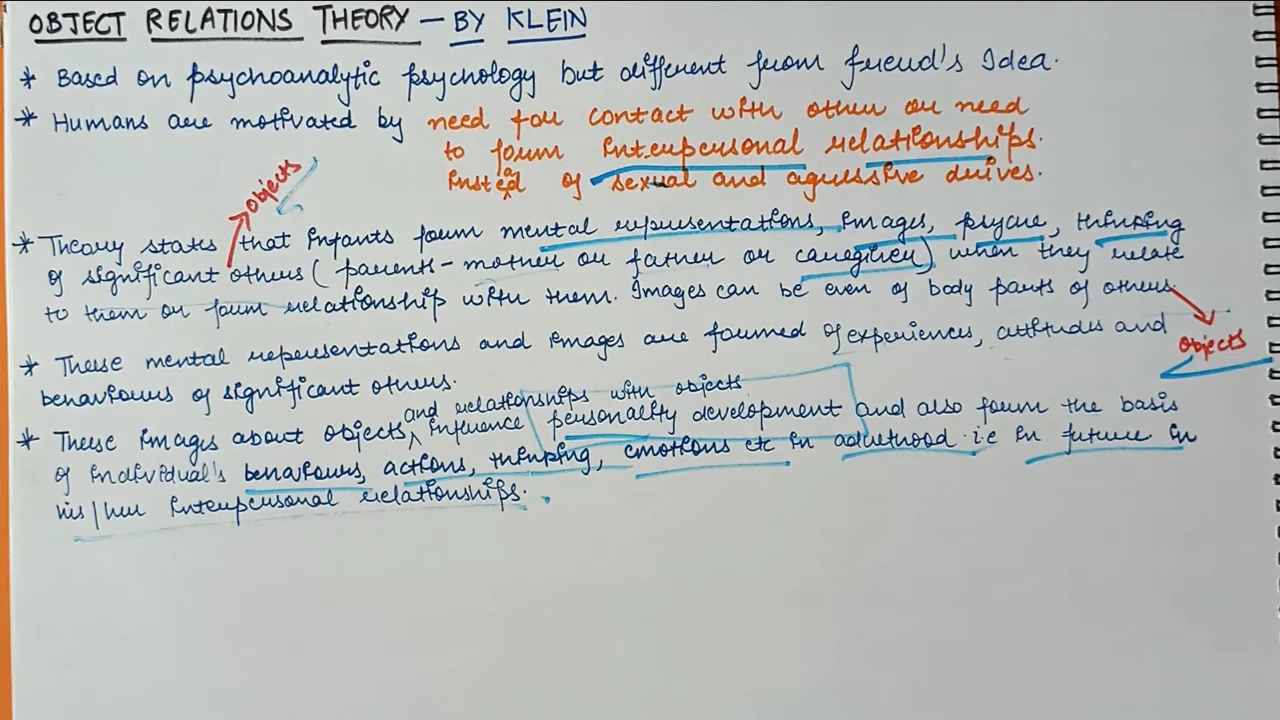 OBJECT RELATIONS THEORY - BY KLEIN
* Based on psychoanalytic psychology but different from freud's Idea.
* Humans are motivated by need for contact with other or need
to form interpersonal relationships.
insted a of sexual and agressive drives.
objects
* Theory states that infants form mental representations, images, psyche, thinking
of significant others (parents - mother or father or caregiver) when they relate
to them or form relationship with them. Images can be even of body parts of others.
objects
* These mental representations and images are formed of experiences, attitudes and
behaviours of significant others.
and relationships with objects
* These images about objects ^ influence personality development and also form the basis
of individual's behaviours, actions, thinking, emotions etc in adulthood i.e in future in
his/her interpersonal relationships.